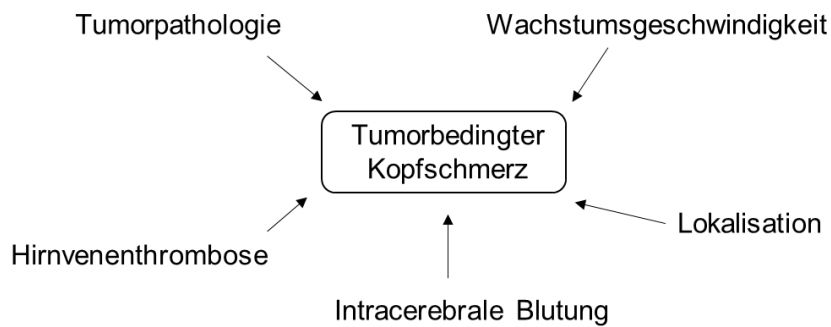 Tumorpathologie
Wachstumsgeschwindigkeit
Tumorbedingter
Kopfschmerz
Lokalisation
Hirnvenenthrombose
Intracerebrale Blutung